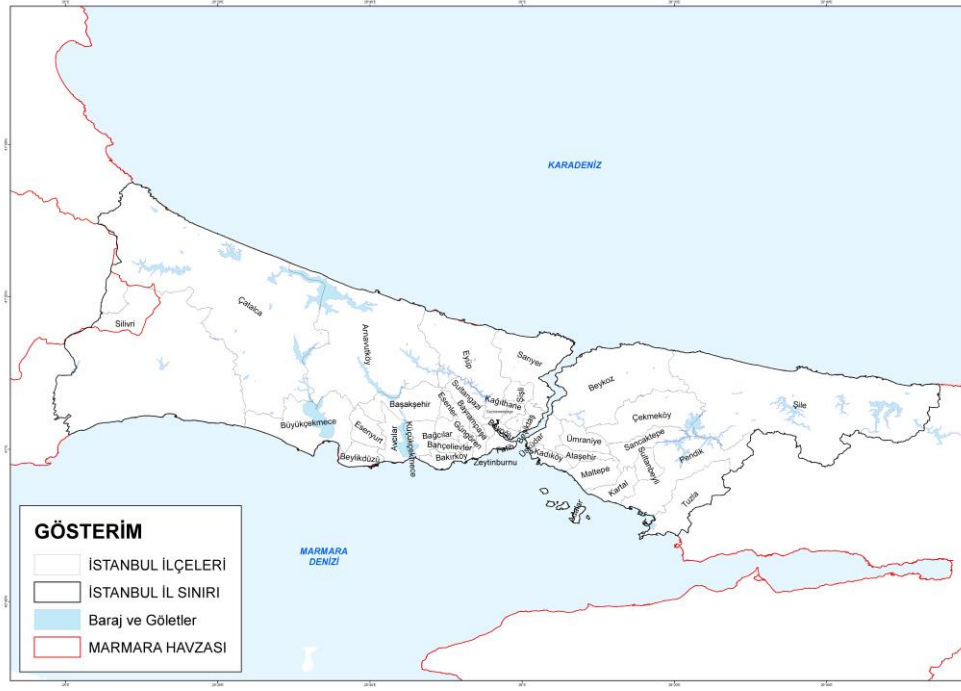 KARADENİZ
Silivri
Çatalca
Arnavutköy
Eyüp
Sarıyer
Beykoz
Şile
Büyükçekmece
Esenyurt
Beylikdüzü
Avcılar
Küçükçekmece
Başakşehir
Sultangazi
Esenler
Bayrampaşa
Güngören
Bağcılar
Bahçelievler
Bakırköy
Zeytinburnu
Kağıthane
Şişli
Beşiktaş
Fatih
Kadıköy
Ümraniye
Ataşehir
Çekmeköy
Sancaktepe
Sultanbeyli
Maltepe
Kartal
Pendik
Tuzla
Adalar
MARMARA
DENİZİ
GÖSTERİM
İSTANBUL İLÇELERİ
İSTANBUL İL SINIRI
Baraj ve Göletler
MARMARA HAVZASI